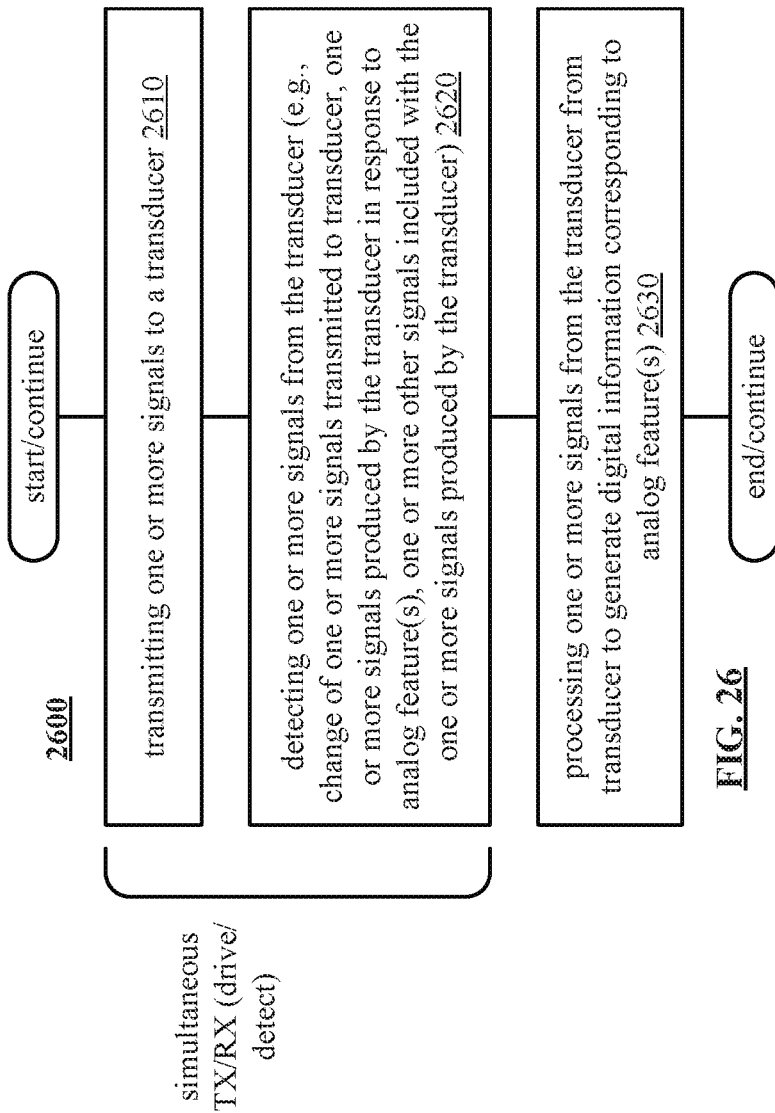 2600
start/continue
transmitting one or more signals to a transducer 2610
simultaneous
TX/RX (drive/
detect)
detecting one or more signals from the transducer (e.g.,
change of one or more signals transmitted to transducer, one
or more signals produced by the transducer in response to
analog feature(s), one or more other signals included with the
one or more signals produced by the transducer) 2620
processing one or more signals from the transducer from
transducer to generate digital information corresponding to
analog feature(s) 2630
end/continue
FIG. 26